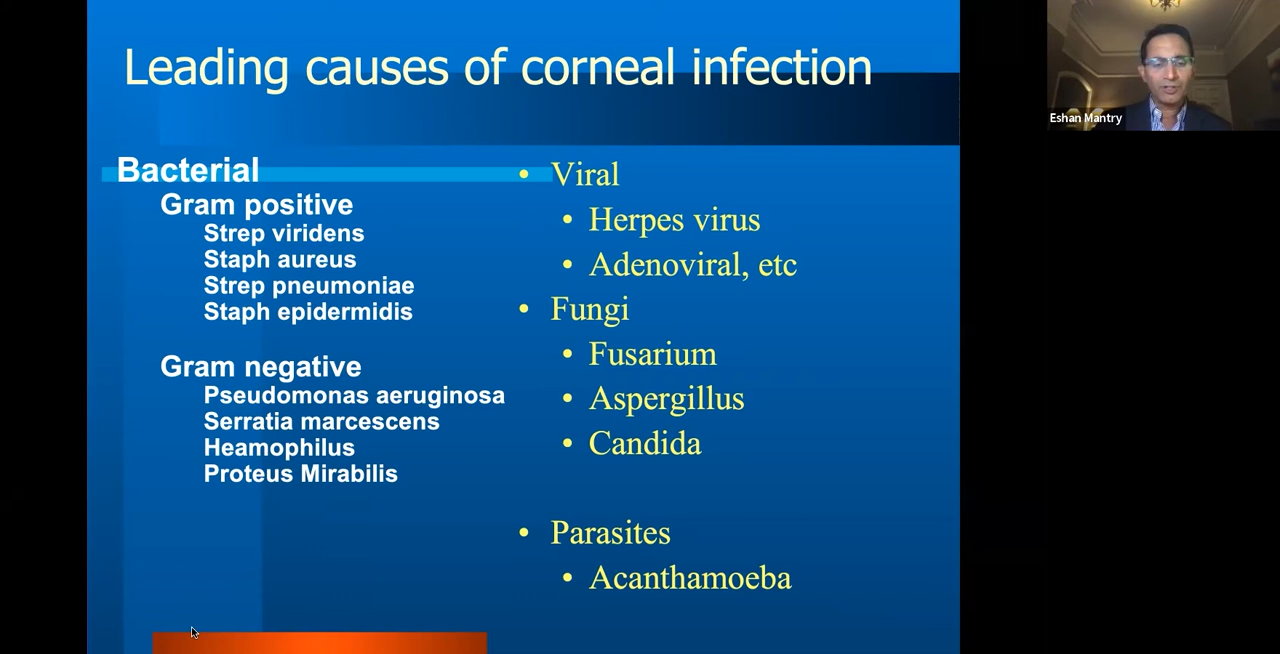 Leading causes of corneal infection
Bacterial
Gram positive
Strep viridens
Staph aureus
Strep pneumoniae
Staph epidermidis
Gram negative
Pseudomonas aeruginosa
Serratia marcescens
Heamophilus
Proteus Mirabilis
• Viral
• Herpes virus
• Adenoviral, etc
• Fungi
• Fusarium
• Aspergillus
• Candida
• Parasites
• Acanthamoeba
Eshan Mantry